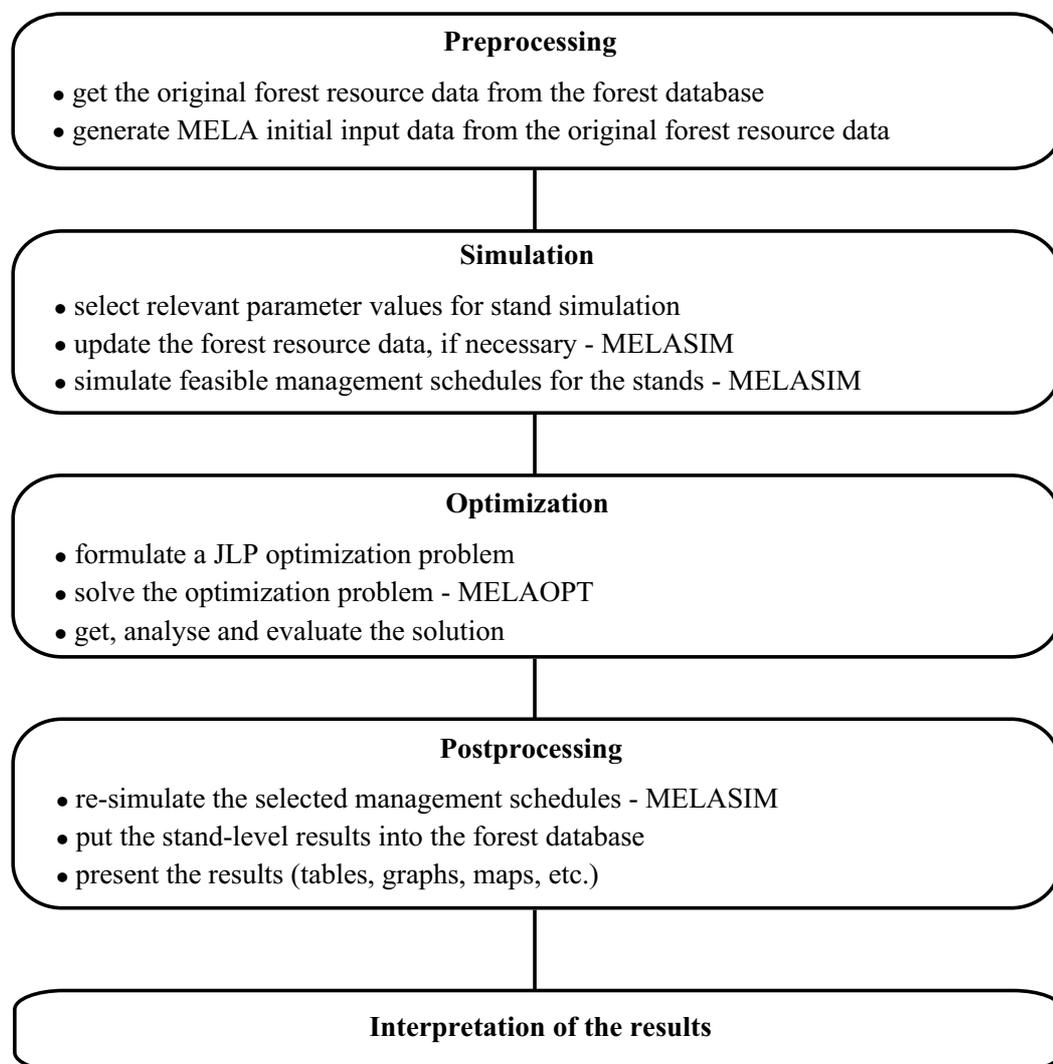 Preprocessing
• get the original forest resource data from the forest database
• generate MELA initial input data from the original forest resource data
Simulation
• select relevant parameter values for stand simulation
• update the forest resource data, if necessary - MELASIM
• simulate feasible management schedules for the stands - MELASIM
Optimization
• formulate a JLP optimization problem
• solve the optimization problem - MELAOPT
• get, analyse and evaluate the solution
Postprocessing
• re-simulate the selected management schedules - MELASIM
• put the stand-level results into the forest database
• present the results (tables, graphs, maps, etc.)
Interpretation of the results